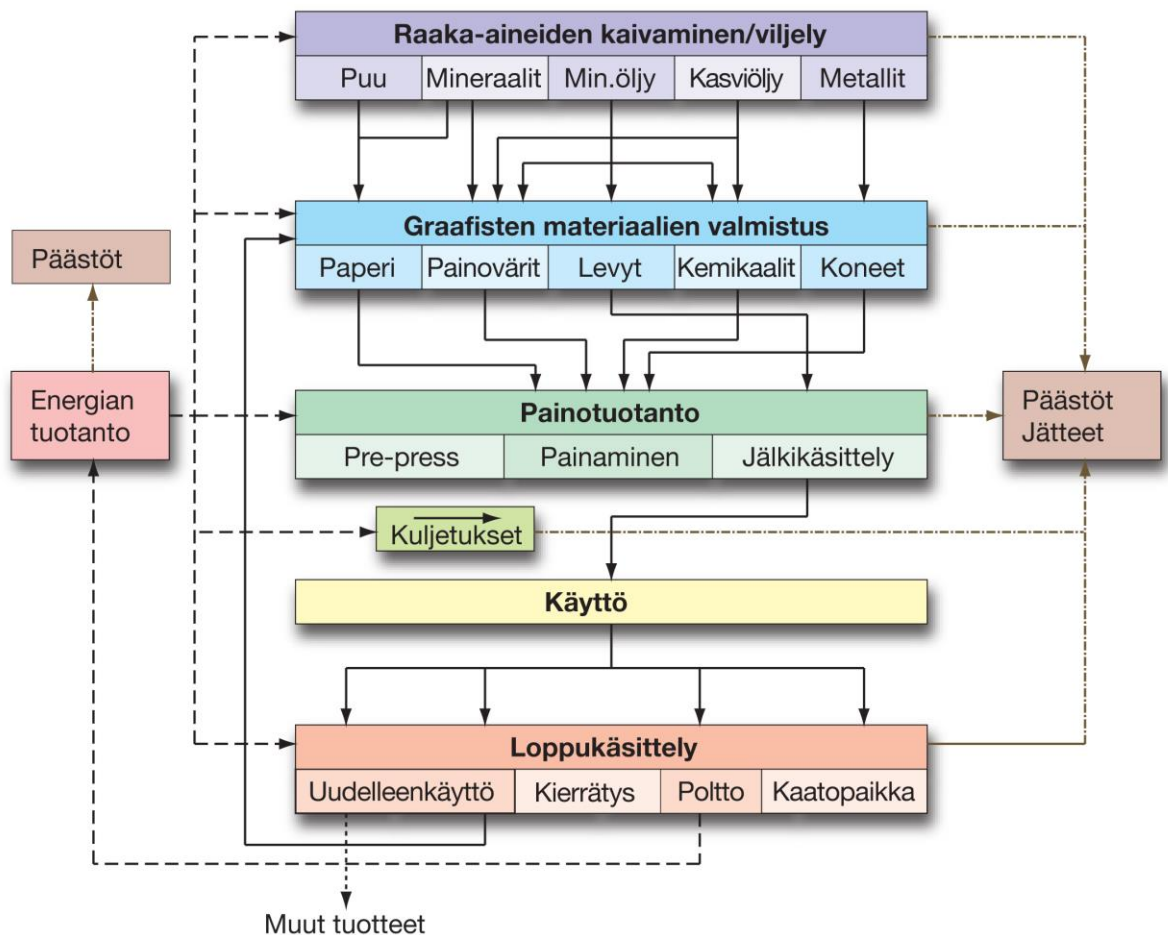 Raaka-aineiden kaivaminen/viljely
Puu Mineraalit Min.öljy Kasviöljy Metallit
Graafisten materiaalien valmistus
Paperi Painovärit Levyt Kemikaalit Koneet
Päästöt
Energian
tuotanto
Painotuotanto
Pre-press Painaminen Jälkikäsittely
Päästöt
Jätteet
Kuljetukset
Käyttö
Loppukäsittely
Uudelleenkäyttö Kierrätys Poltto Kaatopaikka
Muut tuotteet